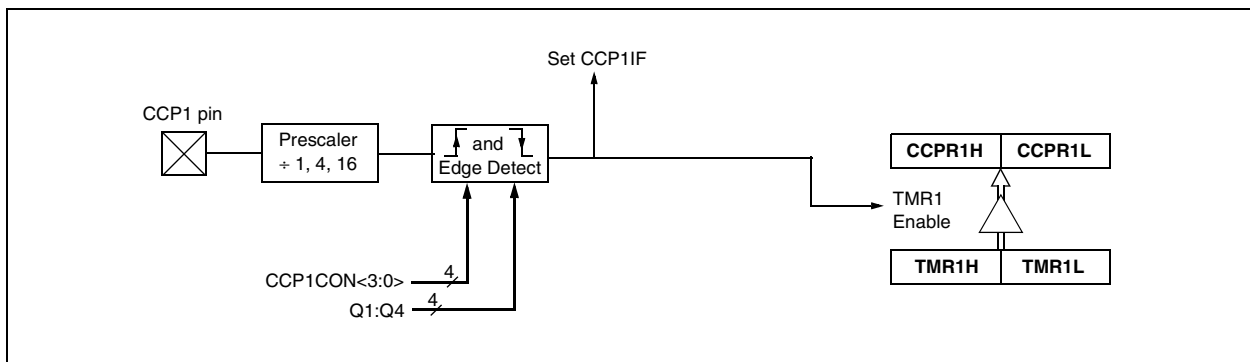 Set CCP1IF
CCP1 pin
Prescaler
÷ 1, 4, 16
and
Edge Detect
CCPR1H CCPR1L
TMR1
Enable
TMR1H TMR1L
CCP1CON<3:0>
4
Q1:Q4
4